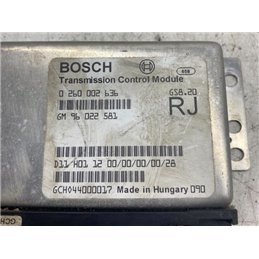 BOSCH
Transmission Control Module
0 260 002 636 GS8.20
RJ
GM 96 022 581
D11/H01 12 00/00/00/00/28
GCH044000017 Made in Hungary 090